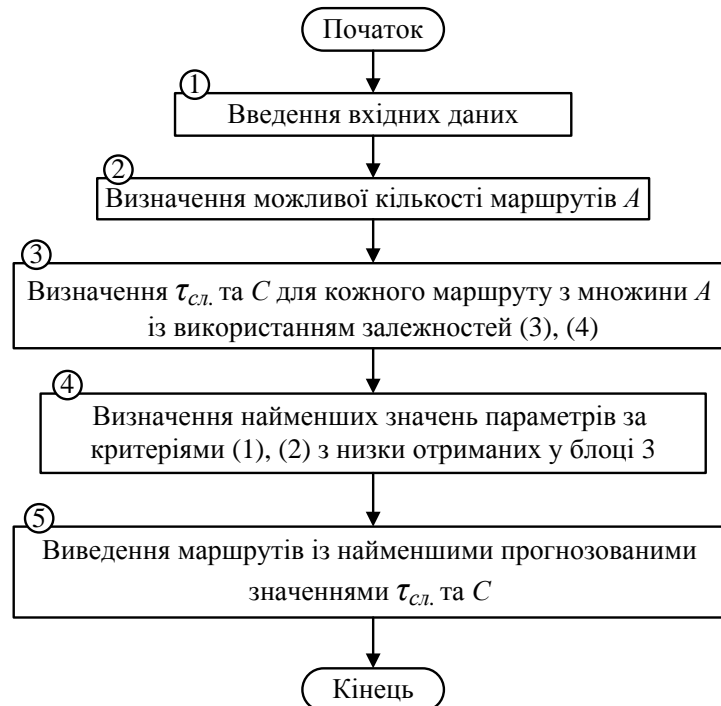 Початок
1
Введення вхідних даних
2
Визначення можливої кількості маршрутів A
3
Визначення τсл. та C для кожного маршруту з множини A
із використанням залежностей (3), (4)
4
Визначення найменших значень параметрів за
критеріями (1), (2) з низки отриманих у блоці 3
5
Виведення маршрутів із найменшими прогнозованими
значеннями τсл. та C
Кінець